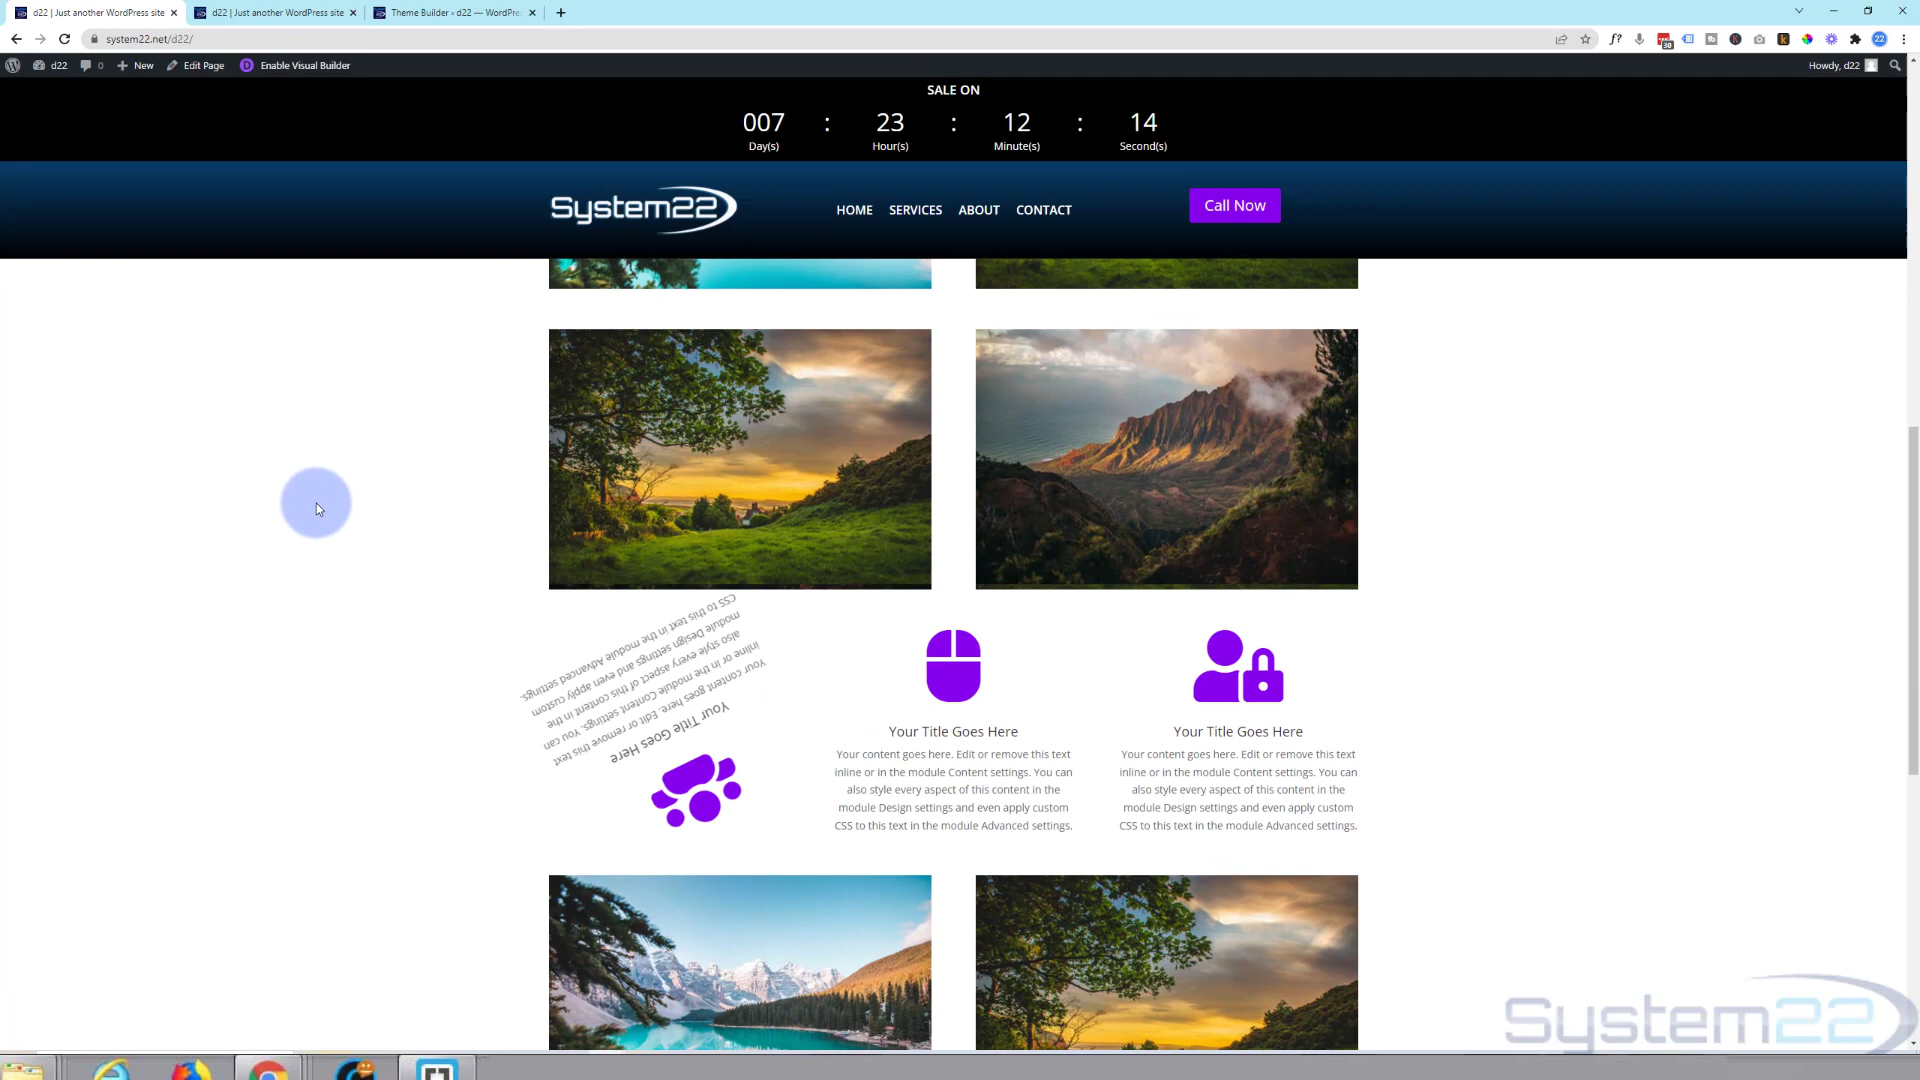 d22 | Just another WordPress site
d22 | Just another WordPress site
Theme Builder ‹ d22 — WordPre
system22.net/d22/
f?
30
22
d22
0
New
Edit Page
Enable Visual Builder
Howdy, d22
SALE ON
007 : 23 : 12 : 14
Day(s) Hour(s) Minute(s) Second(s)
System22
HOME SERVICES ABOUT CONTACT
Call Now
Your Title Goes Here
Your content goes here. Edit or remove this text
inline or in the module Content settings. You can
also style every aspect of this content in the
module Design settings and even apply custom
CSS to this text in the module Advanced settings.
Your Title Goes Here
Your content goes here. Edit or remove this text
inline or in the module Content settings. You can
also style every aspect of this content in the
module Design settings and even apply custom
CSS to this text in the module Advanced settings.
Your Title Goes Here
Your content goes here. Edit or remove this text
inline or in the module Content settings. You can
also style every aspect of this content in the
module Design settings and even apply custom
CSS to this text in the module Advanced settings.
System22